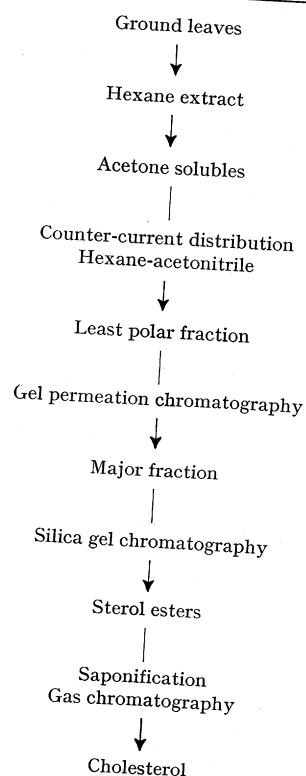 Ground leaves
Hexane extract
Acetone solubles
Counter-current distribution
Hexane-acetonitrile
Least polar fraction
Gel permeation chromatography
Major fraction
Silica gel chromatography
Sterol esters
Saponification
Gas chromatography
Cholesterol